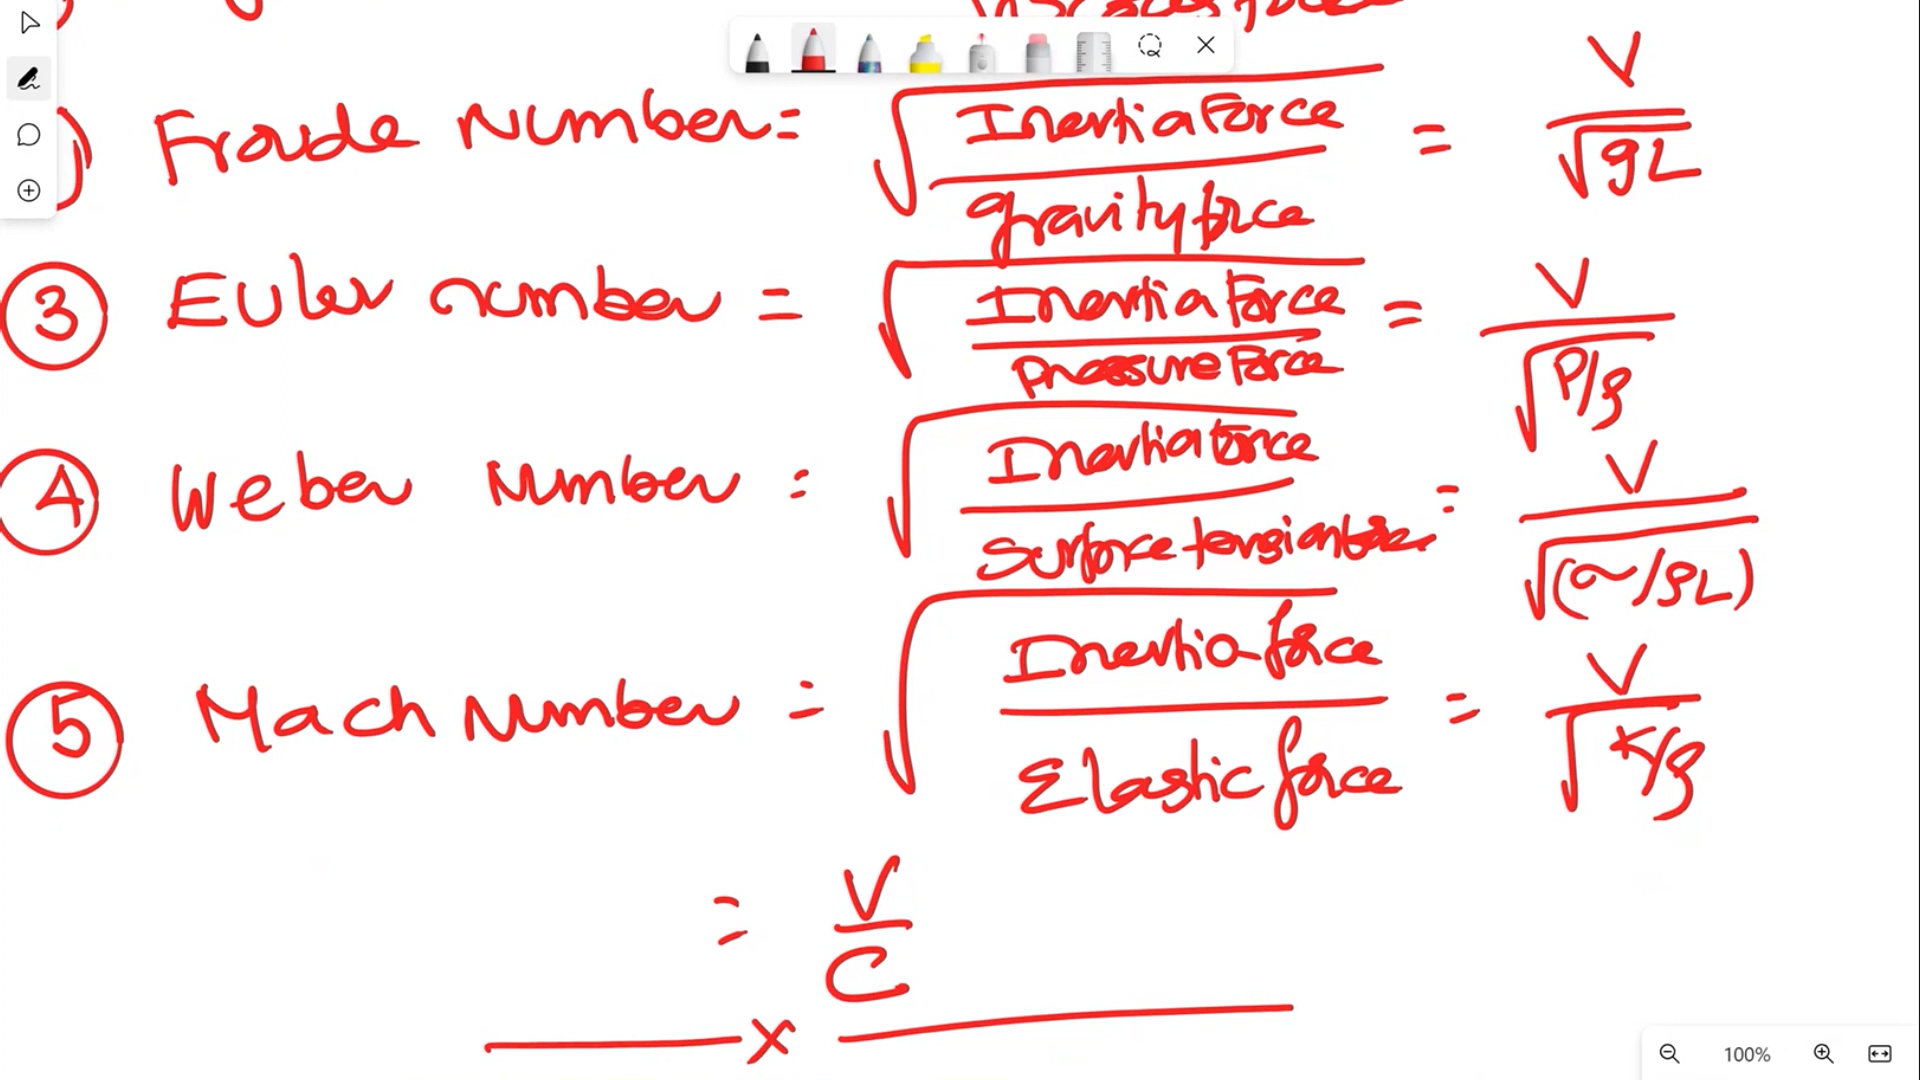 Froude Number = √(Inertia Force / gravity force) = V / √gL
③ Euler number = √(Inertia Force / Pressure Force) = V / √P/ρ
④ Weber Number = √(Inertia force / Surface tension force) = V / √(σ/ρL)
⑤ Mach Number = √(Inertia force / Elastic force) = V / √K/ρ
= V / C
x
100%